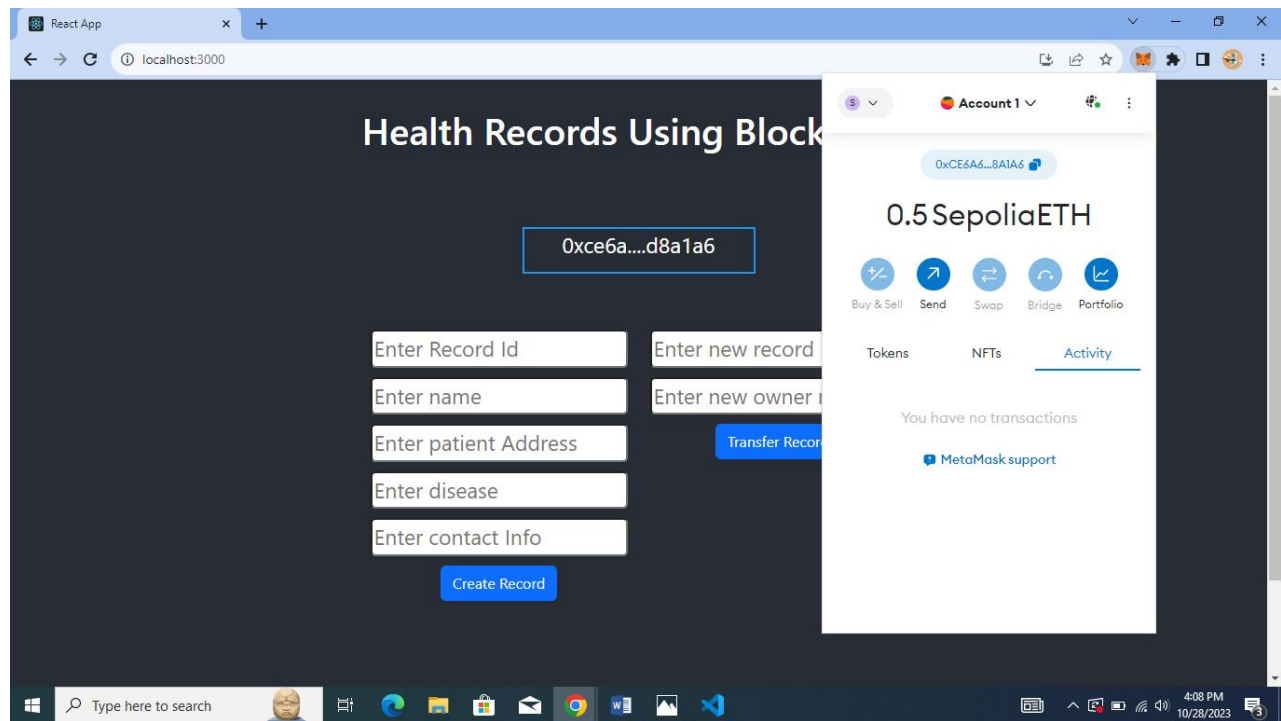 React App
localhost:3000
Health Records Using Block
0xce6a....d8a1a6
Enter Record Id
Enter name
Enter patient Address
Enter disease
Enter contact Info
Create Record
Enter new record
Enter new owner
Transfer Recor
S
Account 1
0xCE6A6...8A1A6
0.5 SepoliaETH
Buy & Sell Send Swap Bridge Portfolio
Tokens NFTs Activity
You have no transactions
MetaMask support
Type here to search
4:08 PM
10/28/2023
3